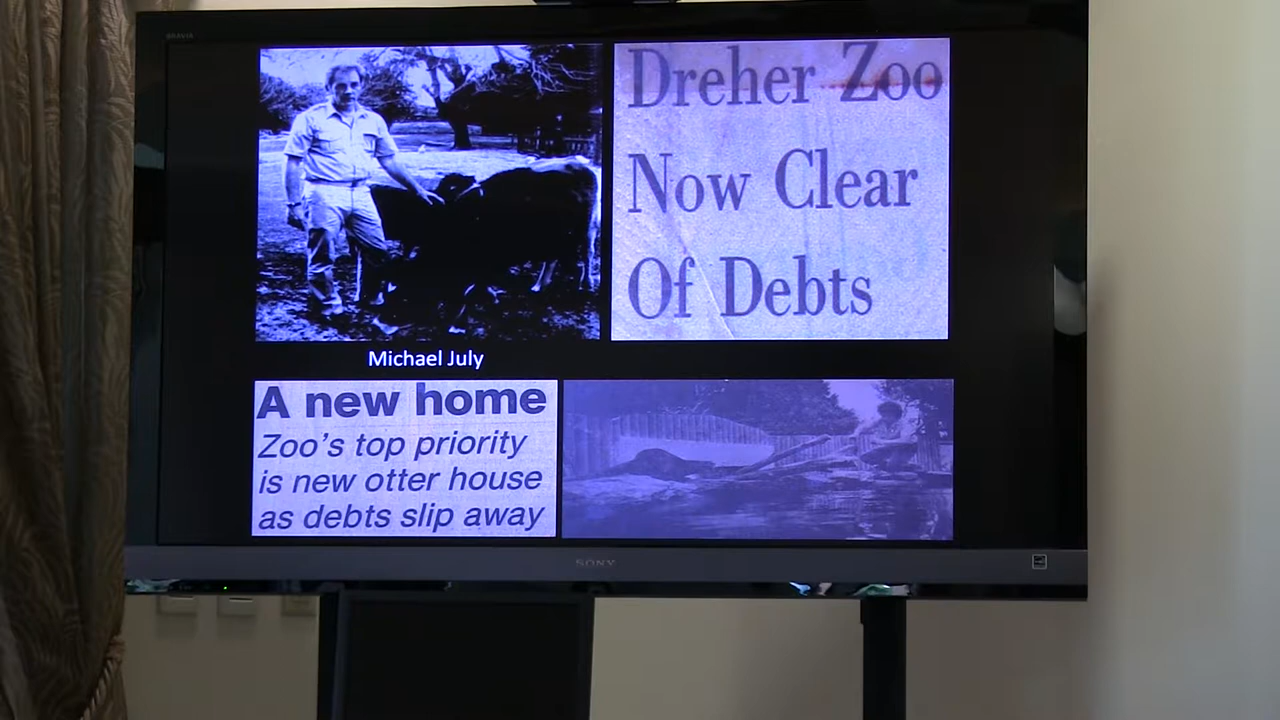 BRAVIA
Dreher Zoo
Now Clear
Of Debts
Michael July
A new home
Zoo's top priority
is new otter house
as debts slip away
SONY